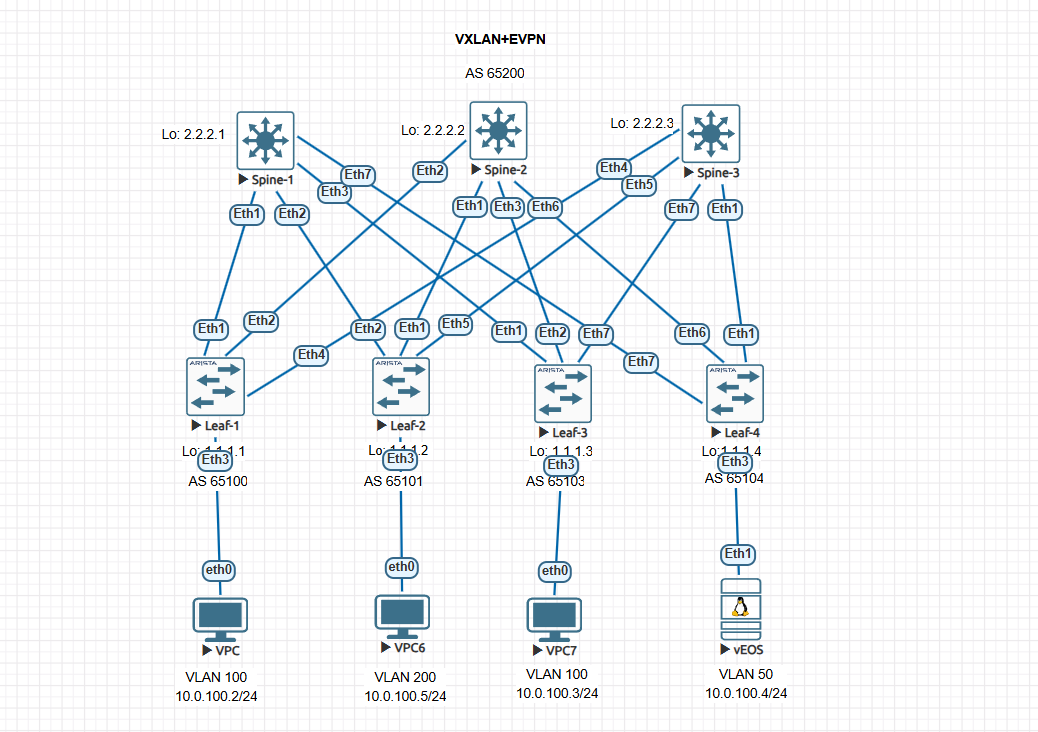 VXLAN+EVPN
AS 65200
Lo: 2.2.2.1
Lo: 2.2.2.2
Lo: 2.2.2.3
Spine-1
Spine-2
Spine-3
Eth7
Eth3
Eth2
Eth4
Eth5
Eth1
Eth2
Eth1
Eth3
Eth6
Eth7
Eth1
Eth1
Eth2
Eth4
Eth2
Eth1
Eth5
Eth1
Eth2
Eth7
Eth7
Eth6
Eth1
ARISTA
ARISTA
ARISTA
ARISTA
Leaf-1
Leaf-2
Leaf-3
Leaf-4
Lo: 1.1.1.1
Lo: 1.1.1.2
Lo: 1.1.1.3
Lo: 1.1.1.4
Eth3
Eth3
Eth3
Eth3
AS 65100
AS 65101
AS 65103
AS 65104
eth0
eth0
eth0
Eth1
VPC
VPC6
VPC7
vEOS
VLAN 100
10.0.100.2/24
VLAN 200
10.0.100.5/24
VLAN 100
10.0.100.3/24
VLAN 50
10.0.100.4/24